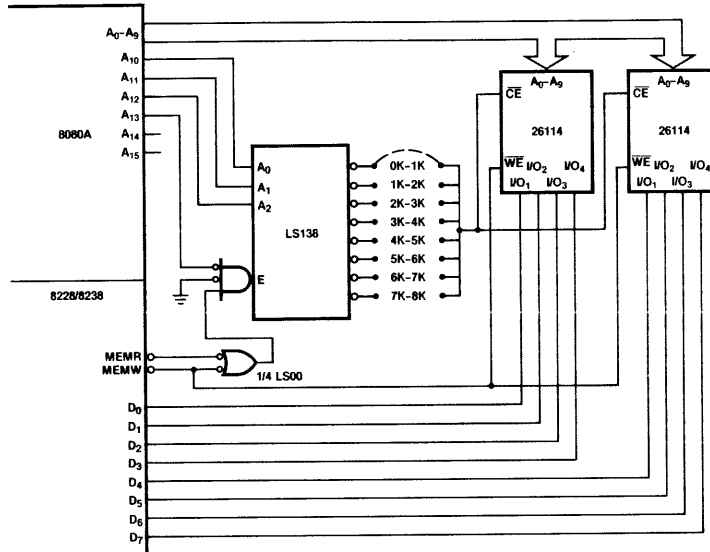 8080A
A0–A9
A10
A11
A12
A13
A14
A15
8228/8238
MEMR
MEMW
D0
D1
D2
D3
D4
D5
D6
D7
A0
A1
A2
LS138
E
1/4 LS00
0K-1K
1K-2K
2K-3K
3K-4K
4K-5K
5K-6K
6K-7K
7K-8K
A0–A9
CE
26114
WE
I/O2
I/O4
I/O1
I/O3
A0–A9
CE
26114
WE
I/O2
I/O4
I/O1
I/O3